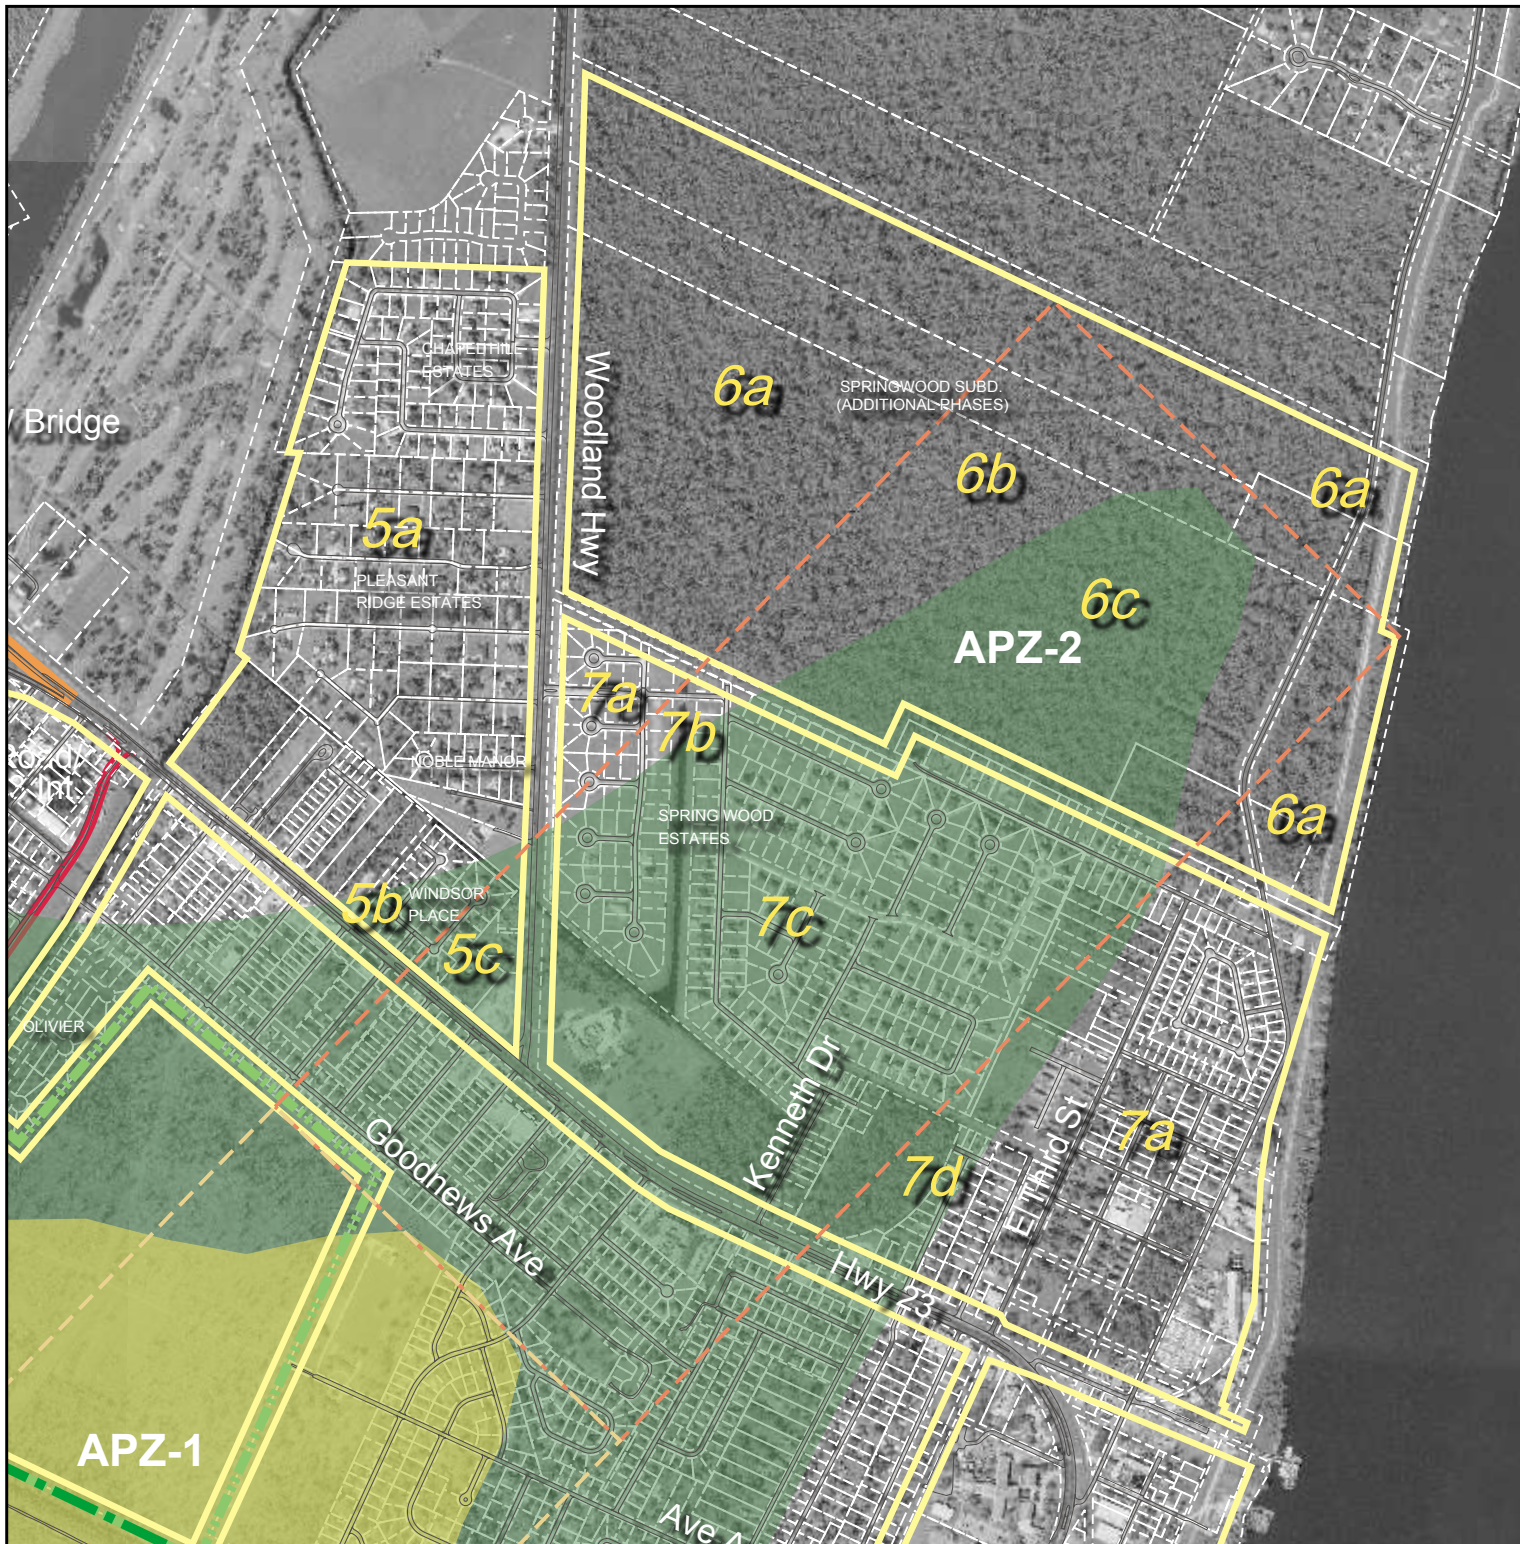 CHAPEL HILL
ESTATES
Woodland Hwy
6a
SPRINGWOOD SUBD.
(ADDITIONAL PHASES)
Bridge
6b
6a
5a
PLEASANT
RIDGE ESTATES
6c
APZ-2
7a
7b
NOBLE MANOR
6a
SPRING WOOD
ESTATES
5b
WINDSOR
PLACE
7c
5c
OLIVIER
Kenneth Dr
E Third St
7a
Goodnews Ave
7d
Hwy 23
APZ-1
Ave